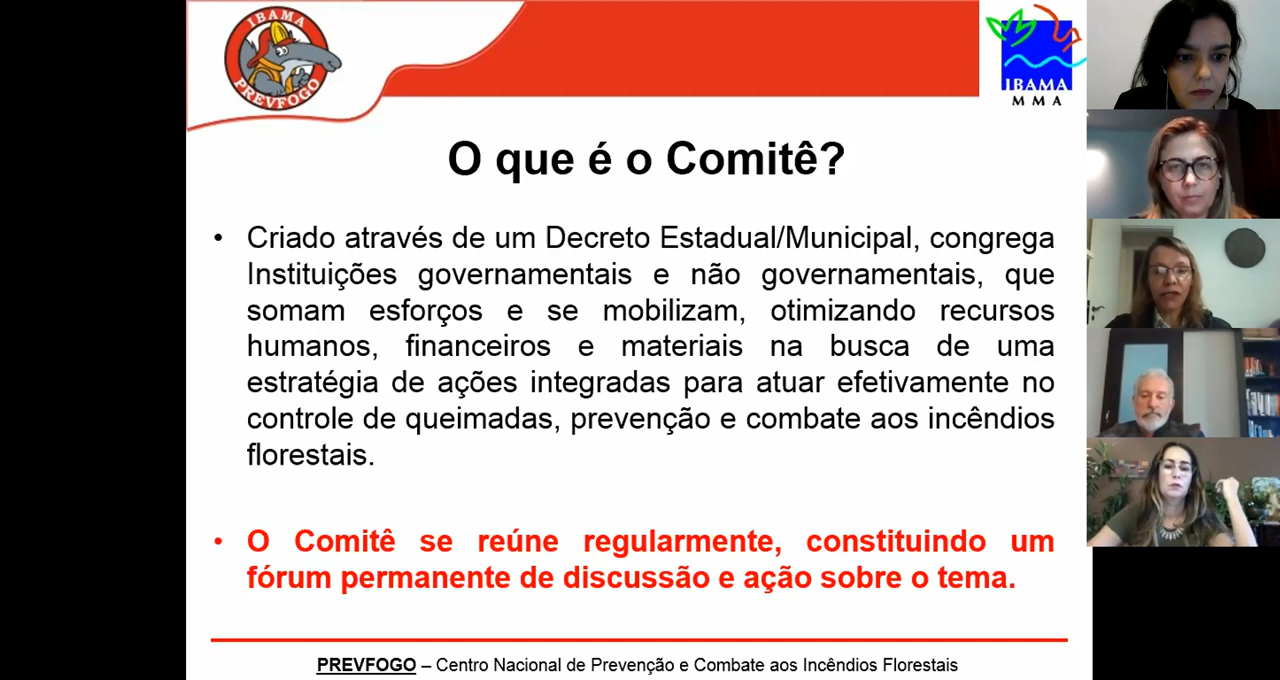 IBAMA
PREVFOGO
IBAMA
MMA
O que é o Comitê?
• Criado através de um Decreto Estadual/Municipal, congrega
Instituições governamentais e não governamentais, que
somam esforços e se mobilizam, otimizando recursos
humanos, financeiros e materiais na busca de uma
estratégia de ações integradas para atuar efetivamente no
controle de queimadas, prevenção e combate aos incêndios
florestais.
• O Comitê se reúne regularmente, constituindo um
fórum permanente de discussão e ação sobre o tema.
PREVFOGO – Centro Nacional de Prevenção e Combate aos Incêndios Florestais